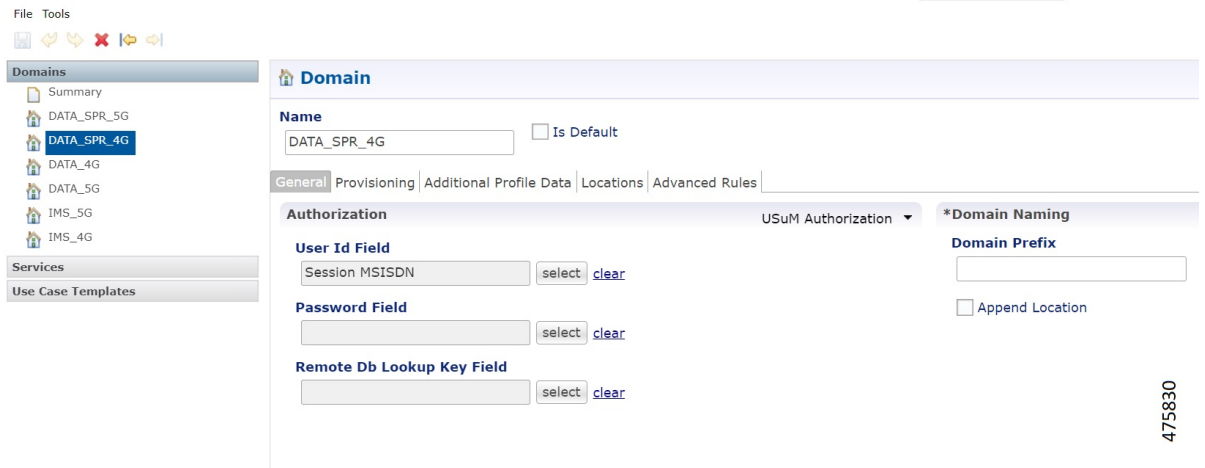 File Tools
Domains
Summary
DATA_SPR_5G
DATA_SPR_4G
DATA_4G
DATA_5G
IMS_5G
IMS_4G
Services
Use Case Templates
Domain
Name
DATA_SPR_4G
Is Default
General Provisioning Additional Profile Data Locations Advanced Rules
Authorization
USuM Authorization
User Id Field
Session MSISDN select clear
Password Field
select clear
Remote Db Lookup Key Field
select clear
*Domain Naming
Domain Prefix
Append Location
475830